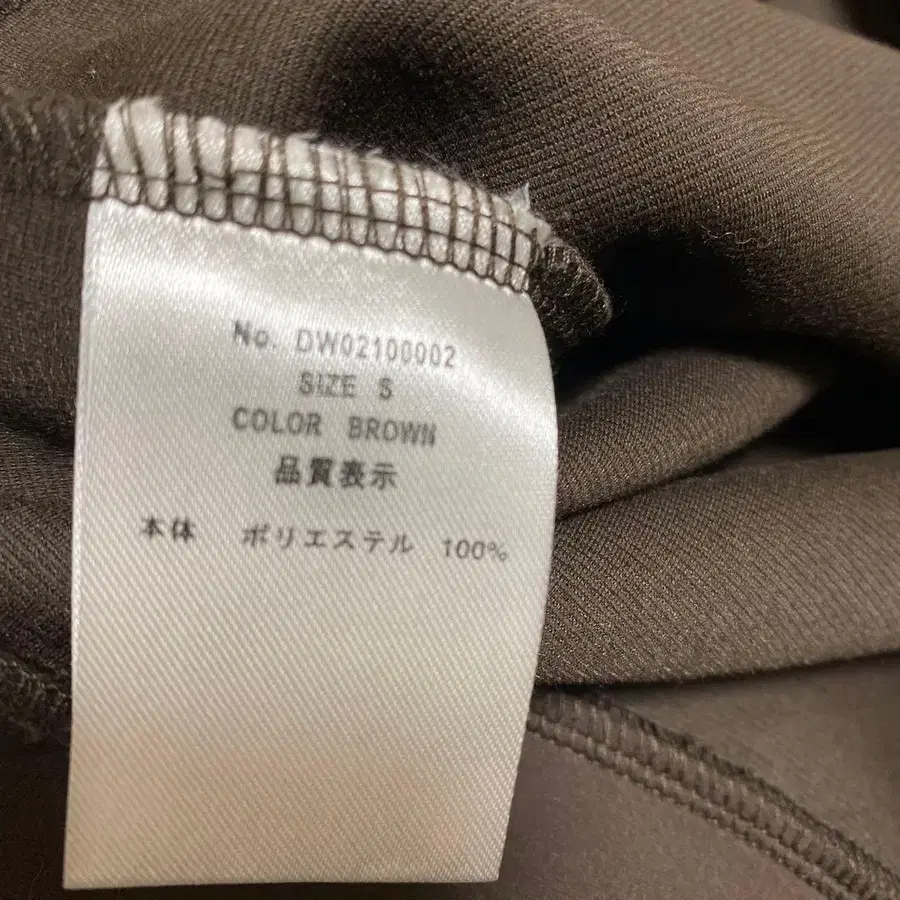 No. DW02100002
SIZE S
COLOR BROWN
品質表示
本体 ポリエステル 100%